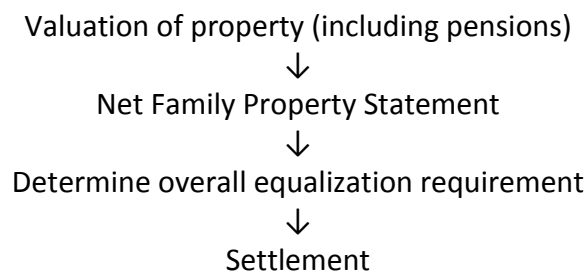 Valuation of property (including pensions)
↓
Net Family Property Statement
↓
Determine overall equalization requirement
↓
Settlement